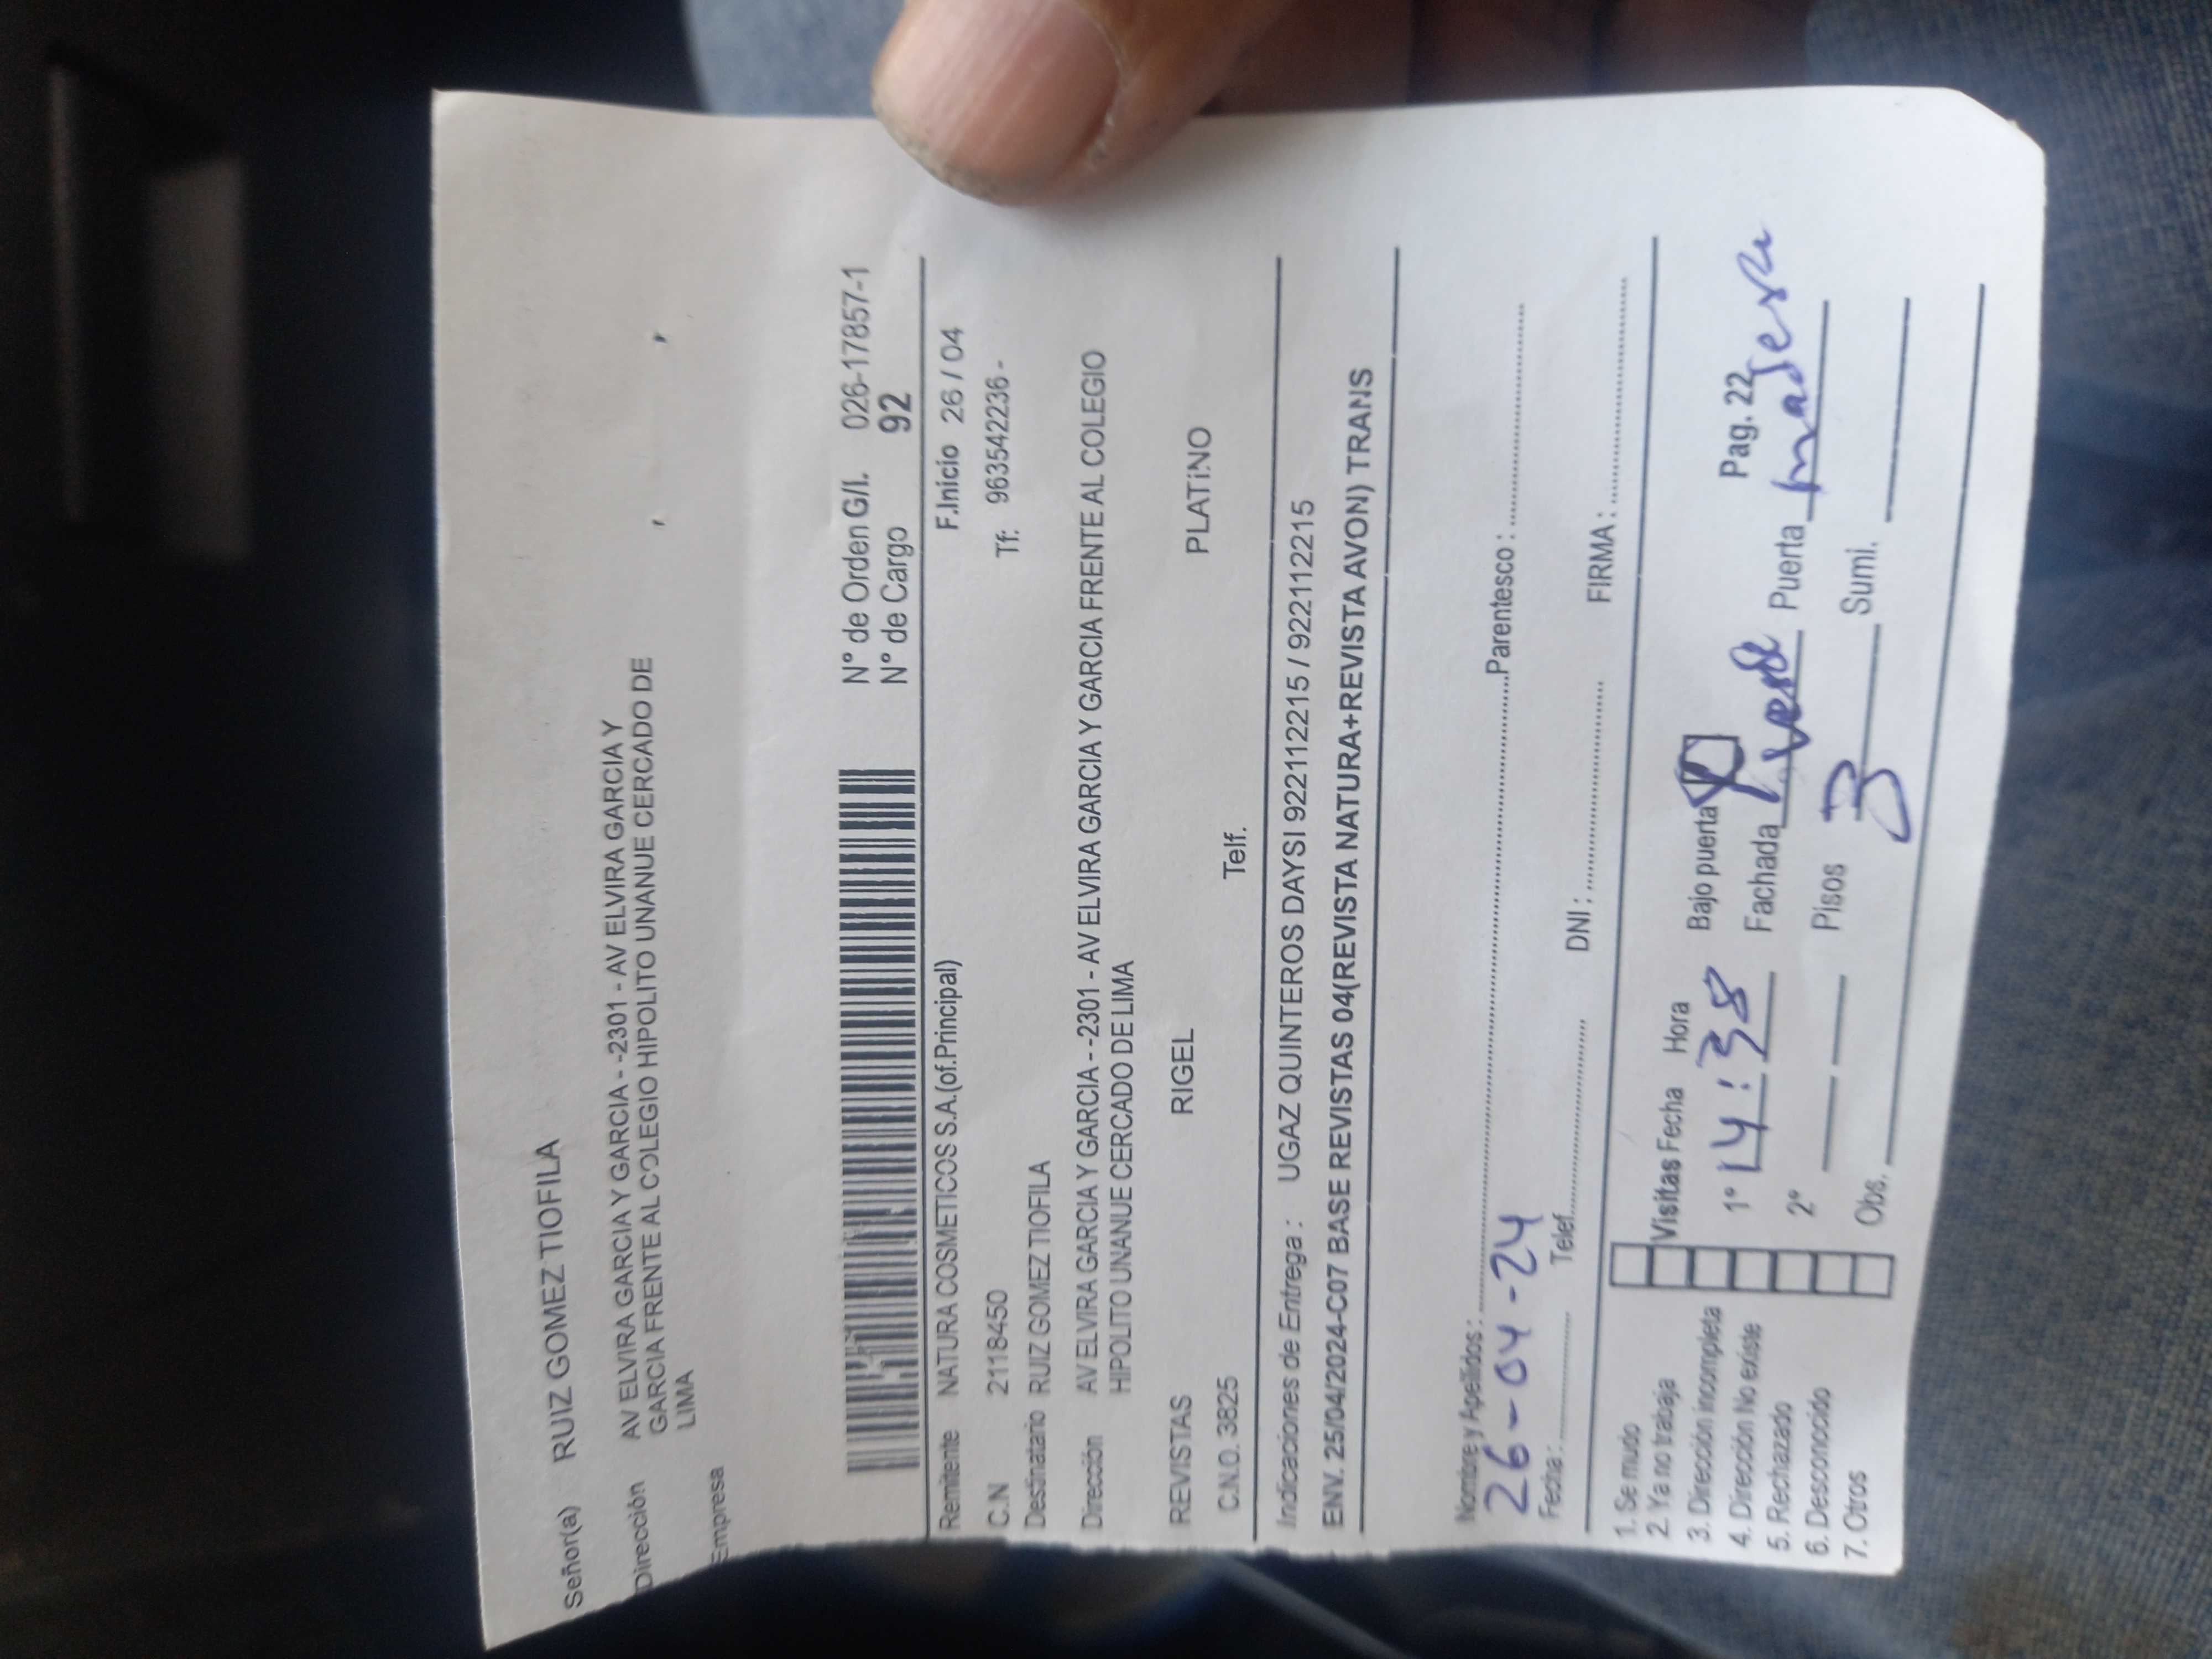 Señor(a) RUIZ GOMEZ TIOFILA
Dirección AV ELVIRA GARCIA Y GARCIA - -2301 - AV ELVIRA GARCIA Y
GARCIA FRENTE AL COLEGIO HIPOLITO UNANUE CERCADO DE
LIMA
Empresa
N° de Orden G/I. 026-17857-1
N° de Cargo 92
Remitente NATURA COSMETICOS S.A.(of.Principal) F.Inicio 26 / 04
C.N 2118450 Tf: 963542236 -
Destinatario RUIZ GOMEZ TIOFILA
Dirección AV ELVIRA GARCIA Y GARCIA - -2301 - AV ELVIRA GARCIA Y GARCIA FRENTE AL COLEGIO
HIPOLITO UNANUE CERCADO DE LIMA
REVISTAS RIGEL PLATINO
C.N.O. 3825 Telf.
Indicaciones de Entrega : UGAZ QUINTEROS DAYSI 922112215 / 922112215
ENV. 25/04/2024-C07 BASE REVISTAS 04(REVISTA NATURA+REVISTA AVON) TRANS
Nombre y Apellidos : Parentesco :
26-04-24
Fecha : Telef. DNI : FIRMA :
1. Se mudo
2. Ya no trabaja
3. Dirección incompleta
4. Dirección No existe
5. Rechazado
6. Desconocido
7. Otros
Visitas Fecha Hora Bajo puerta Pag. 22
1° 14:38 Fachada verde Puerta madera
2° Pisos 3 Sumi.
Obs.